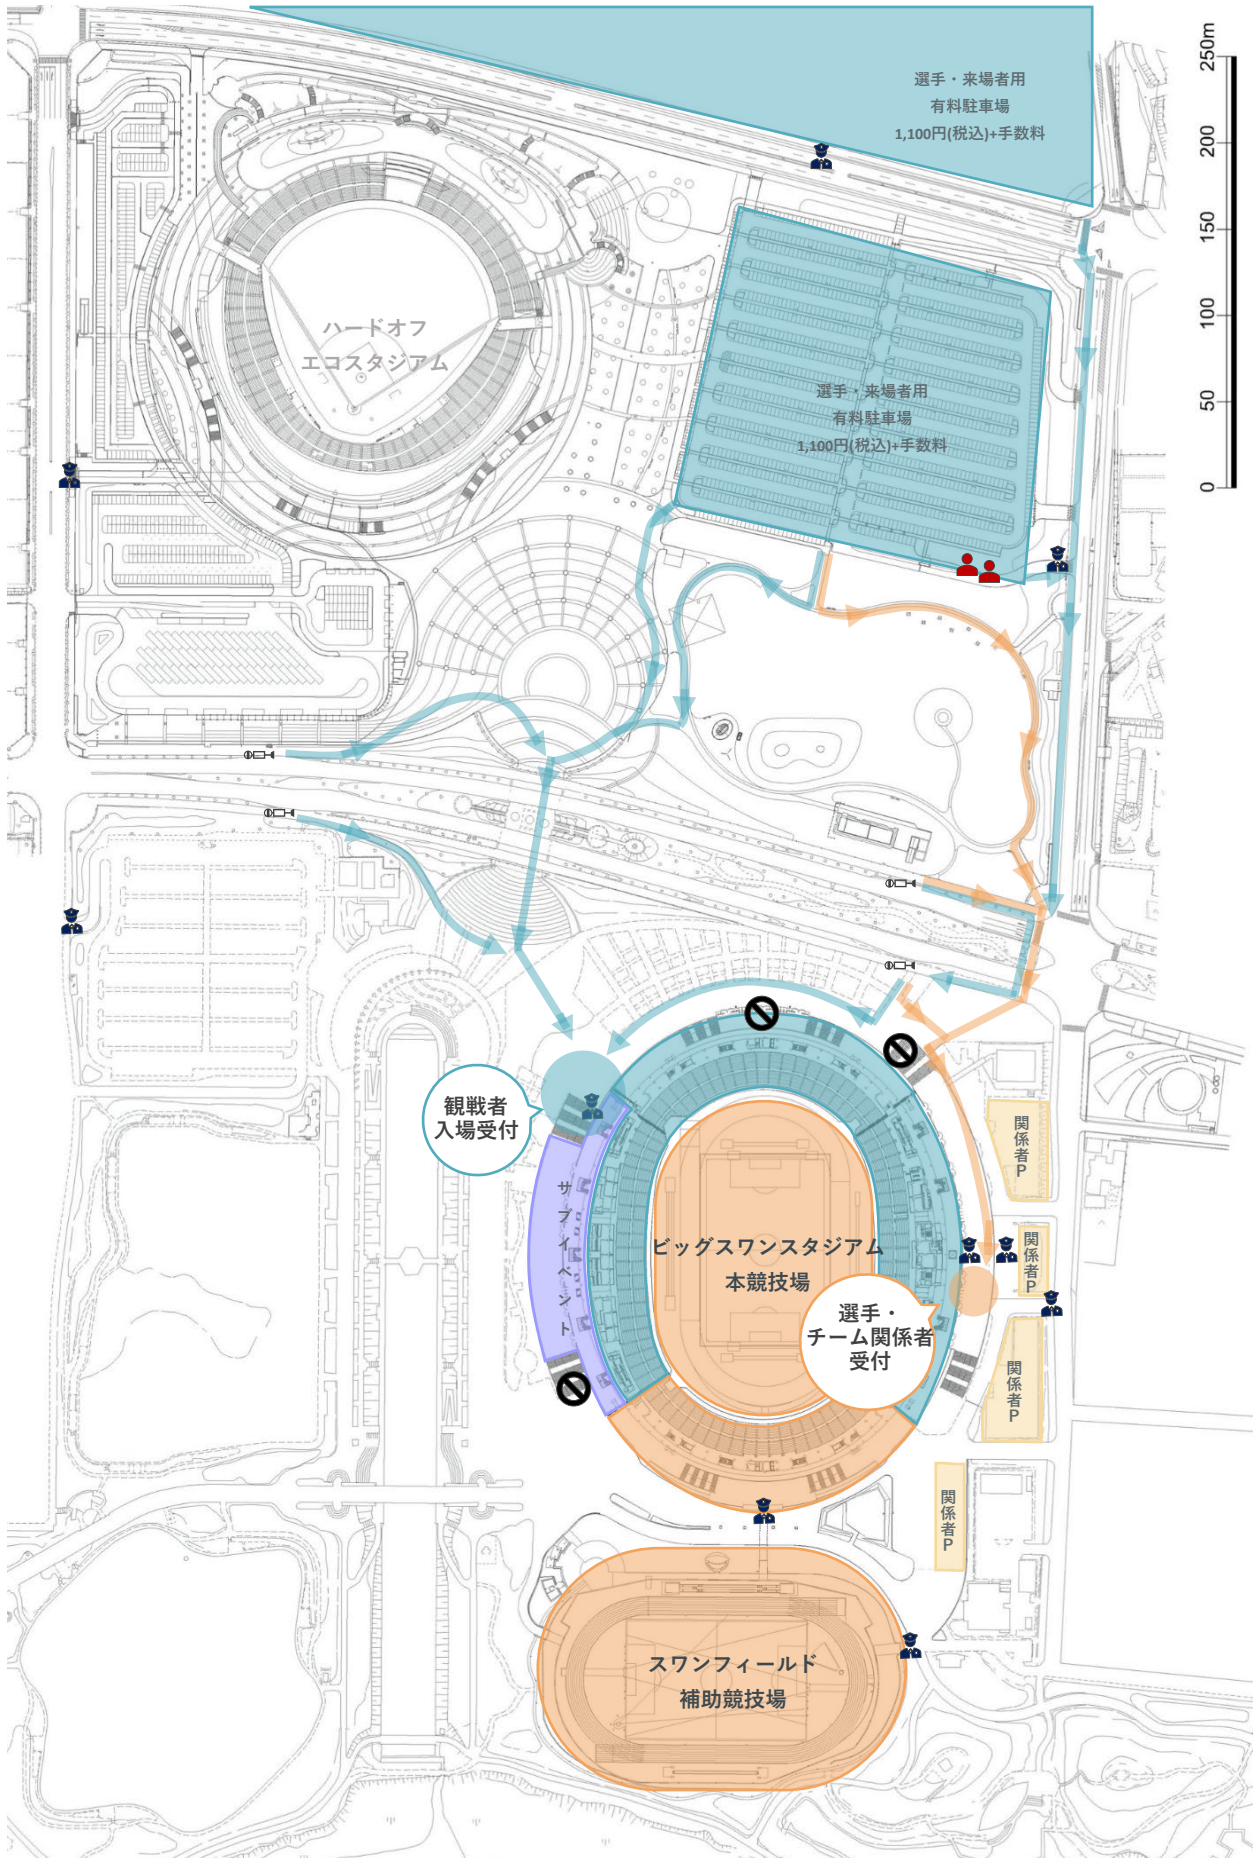 選手・来場者用
有料駐車場
1,100円(税込)+手数料
250m
200
150
100
50
0
ハードオフ
エコスタジアム
選手・来場者用
有料駐車場
1,100円(税込)+手数料
観戦者
入場受付
関係者P
サブイベント
ビッグスワンスタジアム
本競技場
関係者P
選手・
チーム関係者
受付
関係者P
関係者P
スワンフィールド
補助競技場